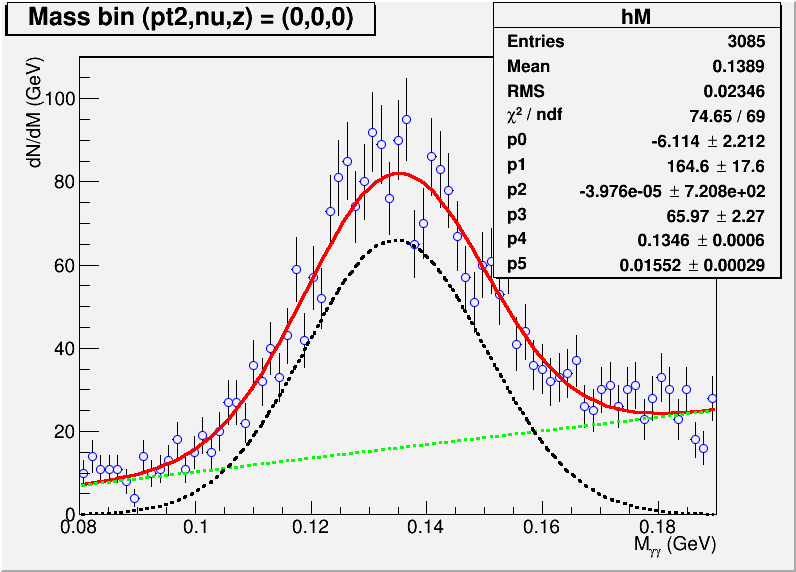 Mass bin (pt2,nu,z) = (0,0,0)
hM
Entries 3085
Mean 0.1389
RMS 0.02346
χ² / ndf 74.65 / 69
p0 -6.114 ± 2.212
p1 164.6 ± 17.6
p2 -3.976e-05 ± 7.208e+02
p3 65.97 ± 2.27
p4 0.1346 ± 0.0006
p5 0.01552 ± 0.00029
dN/dM (GeV)
100
80
60
40
20
0
0.08 0.1 0.12 0.14 0.16 0.18
Mγγ (GeV)